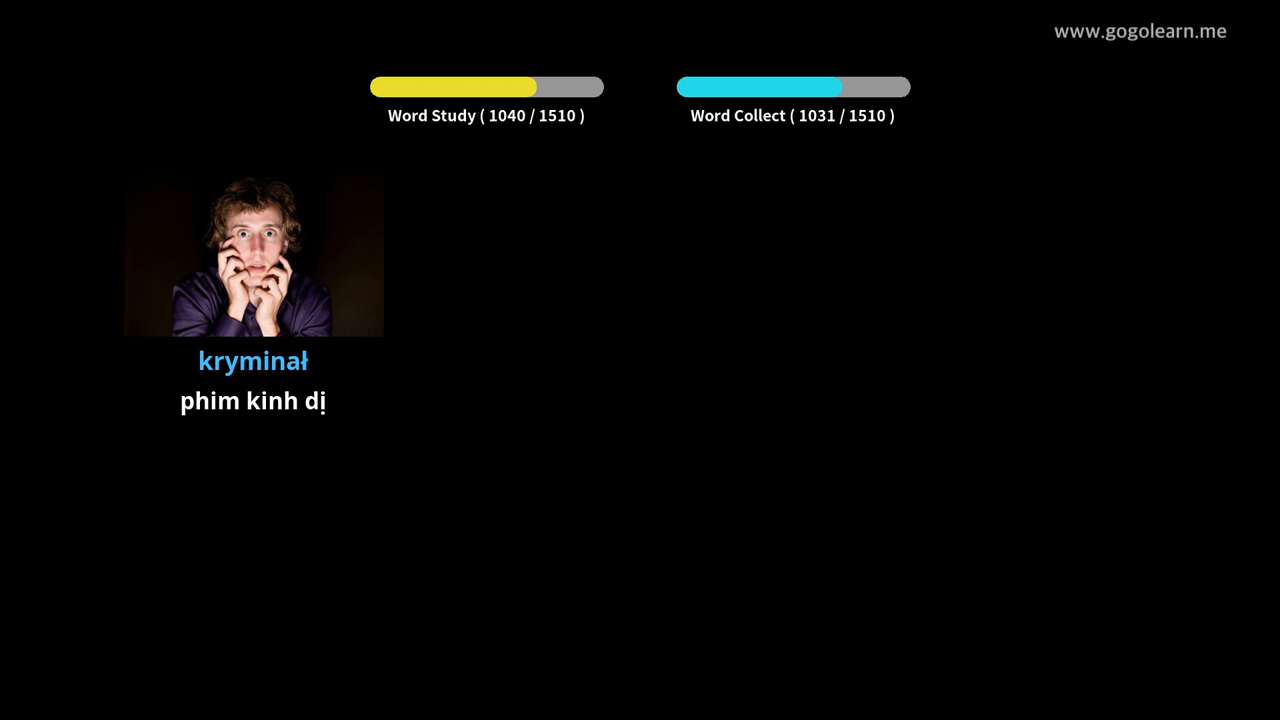 www.gogolearn.me
Word Study ( 1040 / 1510 )
Word Collect ( 1031 / 1510 )
kryminał
phim kinh dị